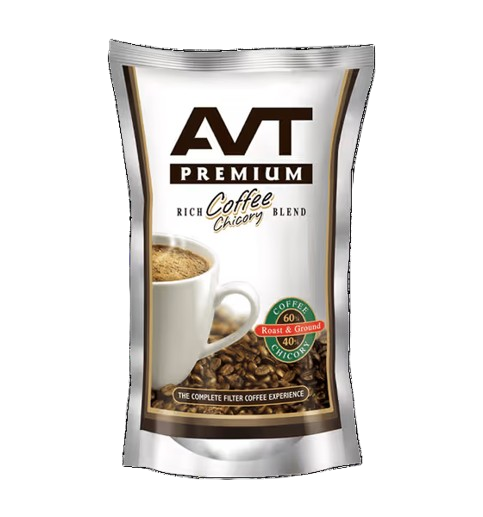 AVT
PREMIUM
RICH Coffee Chicory BLEND
COFFEE
60%
Roast & Ground
40%
CHICORY
THE COMPLETE FILTER COFFEE EXPERIENCE